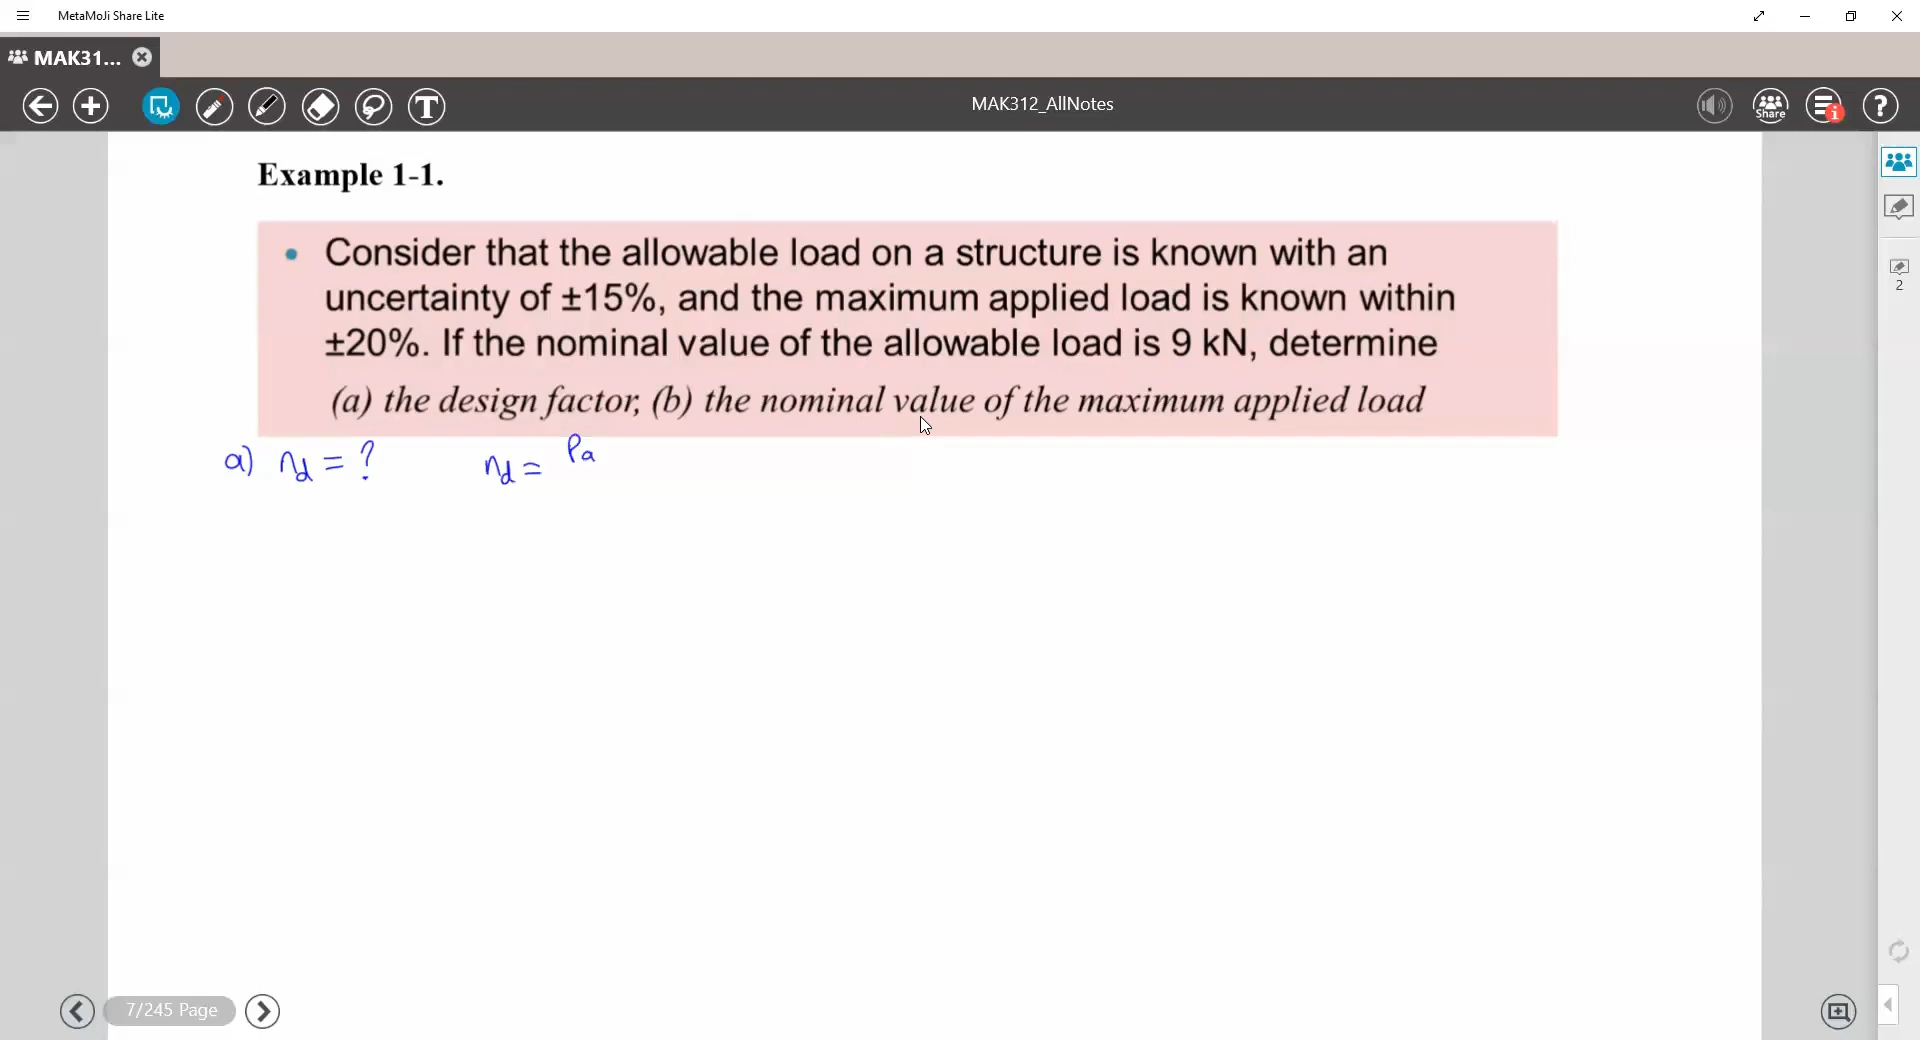 MetaMoJi Share Lite
MAK31...
MAK312_AllNotes
Share
Example 1-1.
• Consider that the allowable load on a structure is known with an
uncertainty of ±15%, and the maximum applied load is known within
±20%. If the nominal value of the allowable load is 9 kN, determine
(a) the design factor, (b) the nominal value of the maximum applied load
a) nd = ? nd = Pa
2
7/245 Page